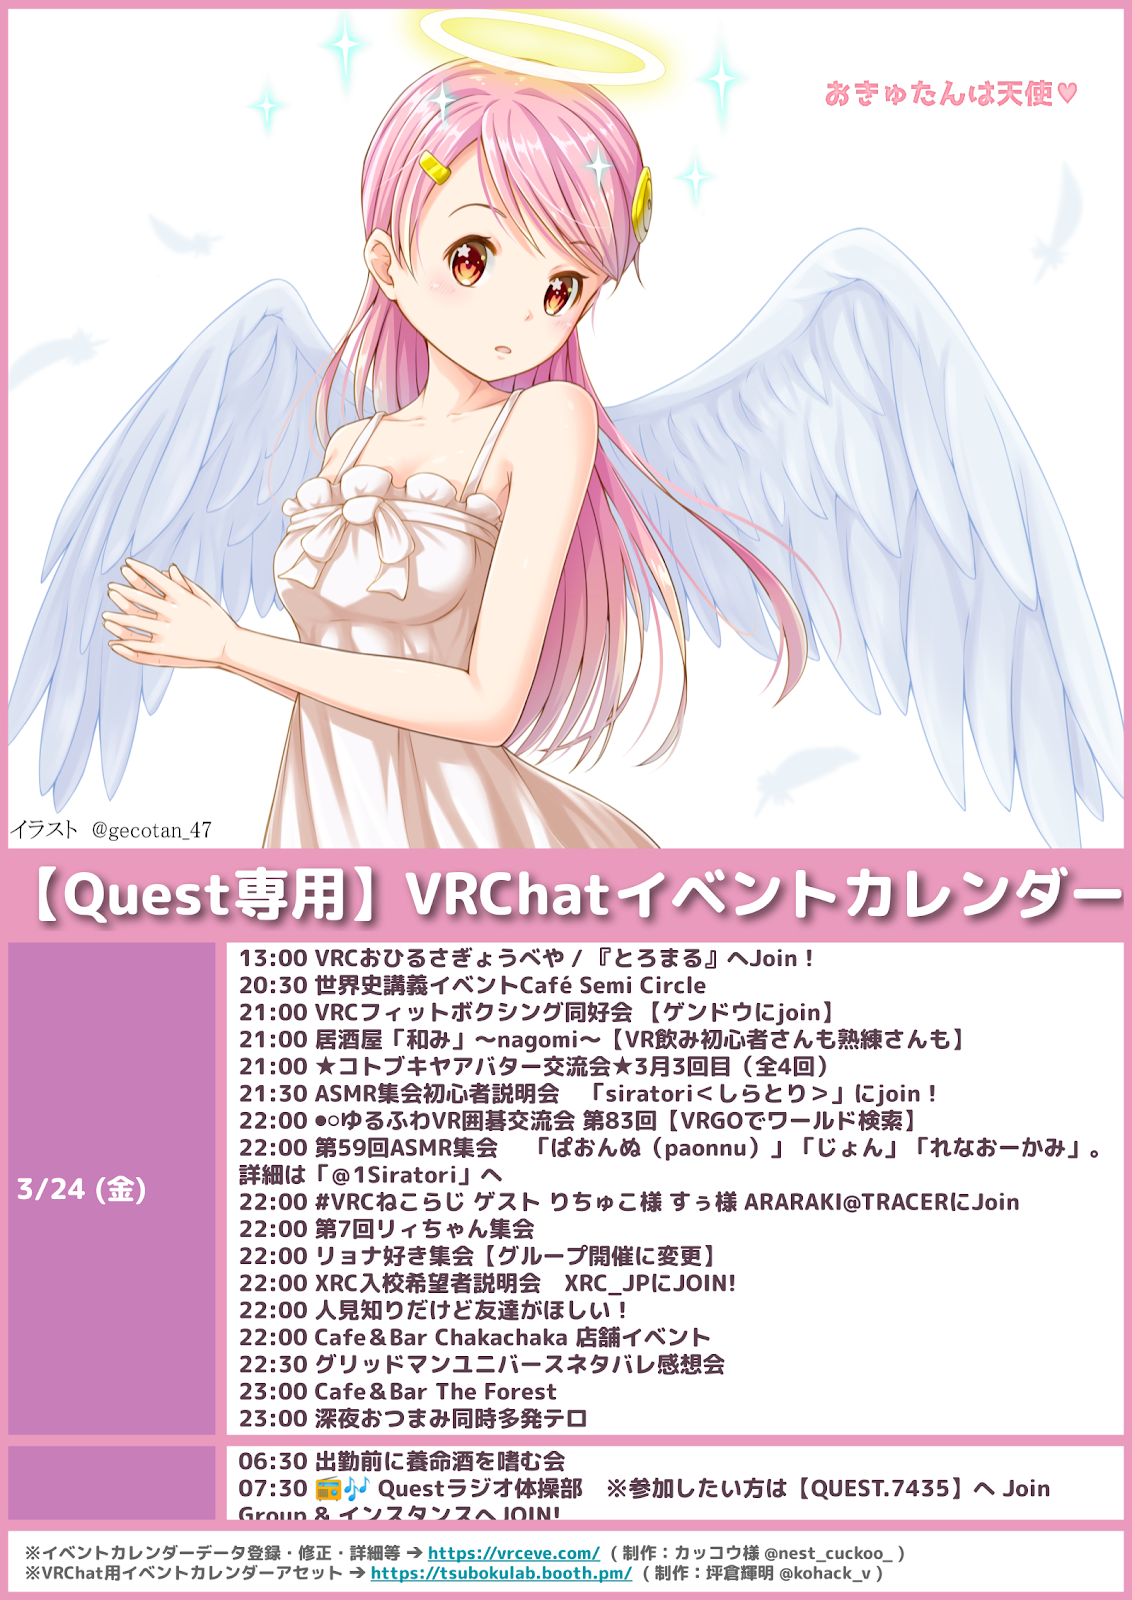 おきゅたんは天使♥
イラスト @gecotan_47
【Quest専用】VRChatイベントカレンダー
3/24 (金)
13:00 VRCおひるさぎょうべや / 『とろまる』へJoin！
20:30 世界史講義イベントCafé Semi Circle
21:00 VRCフィットボクシング同好会 【ゲンドウにjoin】
21:00 居酒屋「和み」～nagomi～【VR飲み初心者さんも熟練さんも】
21:00 ★コトブキヤアバター交流会★3月3回目（全4回）
21:30 ASMR集会初心者説明会　「siratori＜しらとり＞」にjoin！
22:00 ●○ゆるふわVR囲碁交流会 第83回【VRGOでワールド検索】
22:00 第59回ASMR集会　「ぱおんぬ（paonnu）」「じょん」「れなおーかみ」。
詳細は「@1Siratori」へ
22:00 #VRCねこらじ ゲスト りちゅこ様 すぅ様 ARARAKI@TRACERにJoin
22:00 第7回リィちゃん集会
22:00 リョナ好き集会【グループ開催に変更】
22:00 XRC入校希望者説明会　XRC_JPにJOIN!
22:00 人見知りだけど友達がほしい！
22:00 Cafe＆Bar Chakachaka 店舗イベント
22:30 グリッドマンユニバースネタバレ感想会
23:00 Cafe＆Bar The Forest
23:00 深夜おつまみ同時多発テロ
06:30 出勤前に養命酒を嗜む会
07:30 📻🎶 Questラジオ体操部　※参加したい方は【QUEST.7435】へ Join
Group & インスタンスへJOIN!
※イベントカレンダーデータ登録・修正・詳細等 ➔ https://vrceve.com/ ( 制作：カッコウ様 @nest_cuckoo_ )
※VRChat用イベントカレンダーアセット ➔ https://tsubokulab.booth.pm/ ( 制作：坪倉輝明 @kohack_v )